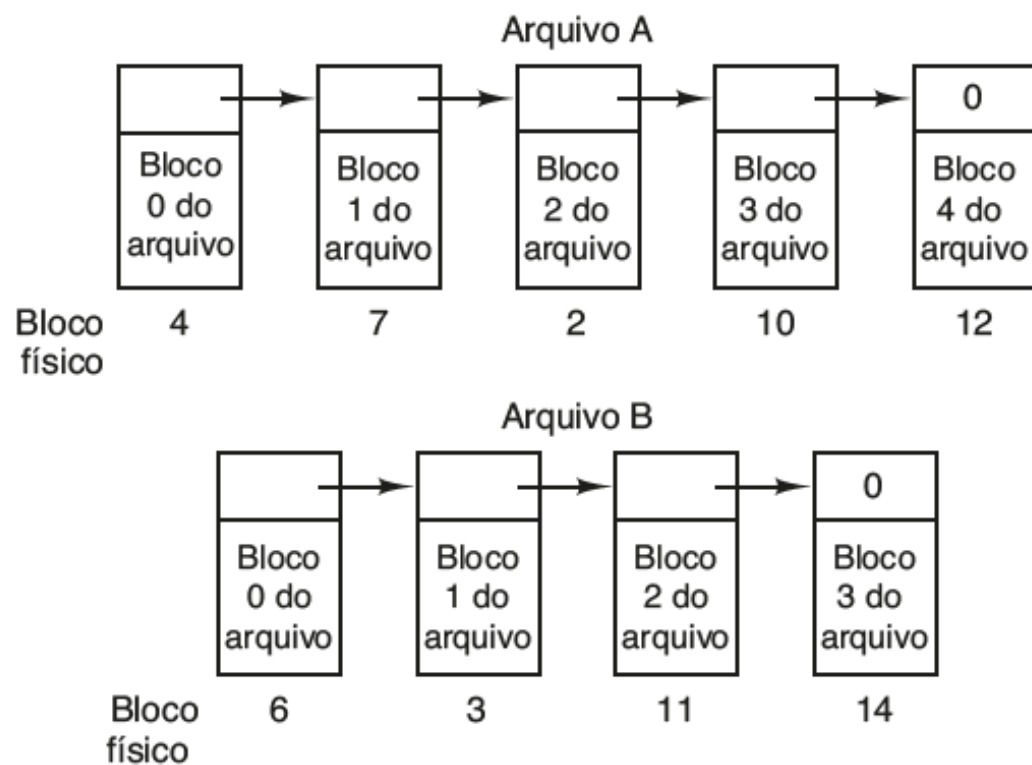 Arquivo A
0
Bloco Bloco Bloco Bloco Bloco
0 do 1 do 2 do 3 do 4 do
arquivo arquivo arquivo arquivo arquivo
Bloco 4 7 2 10 12
físico
Arquivo B
0
Bloco Bloco Bloco Bloco
0 do 1 do 2 do 3 do
arquivo arquivo arquivo arquivo
Bloco 6 3 11 14
físico